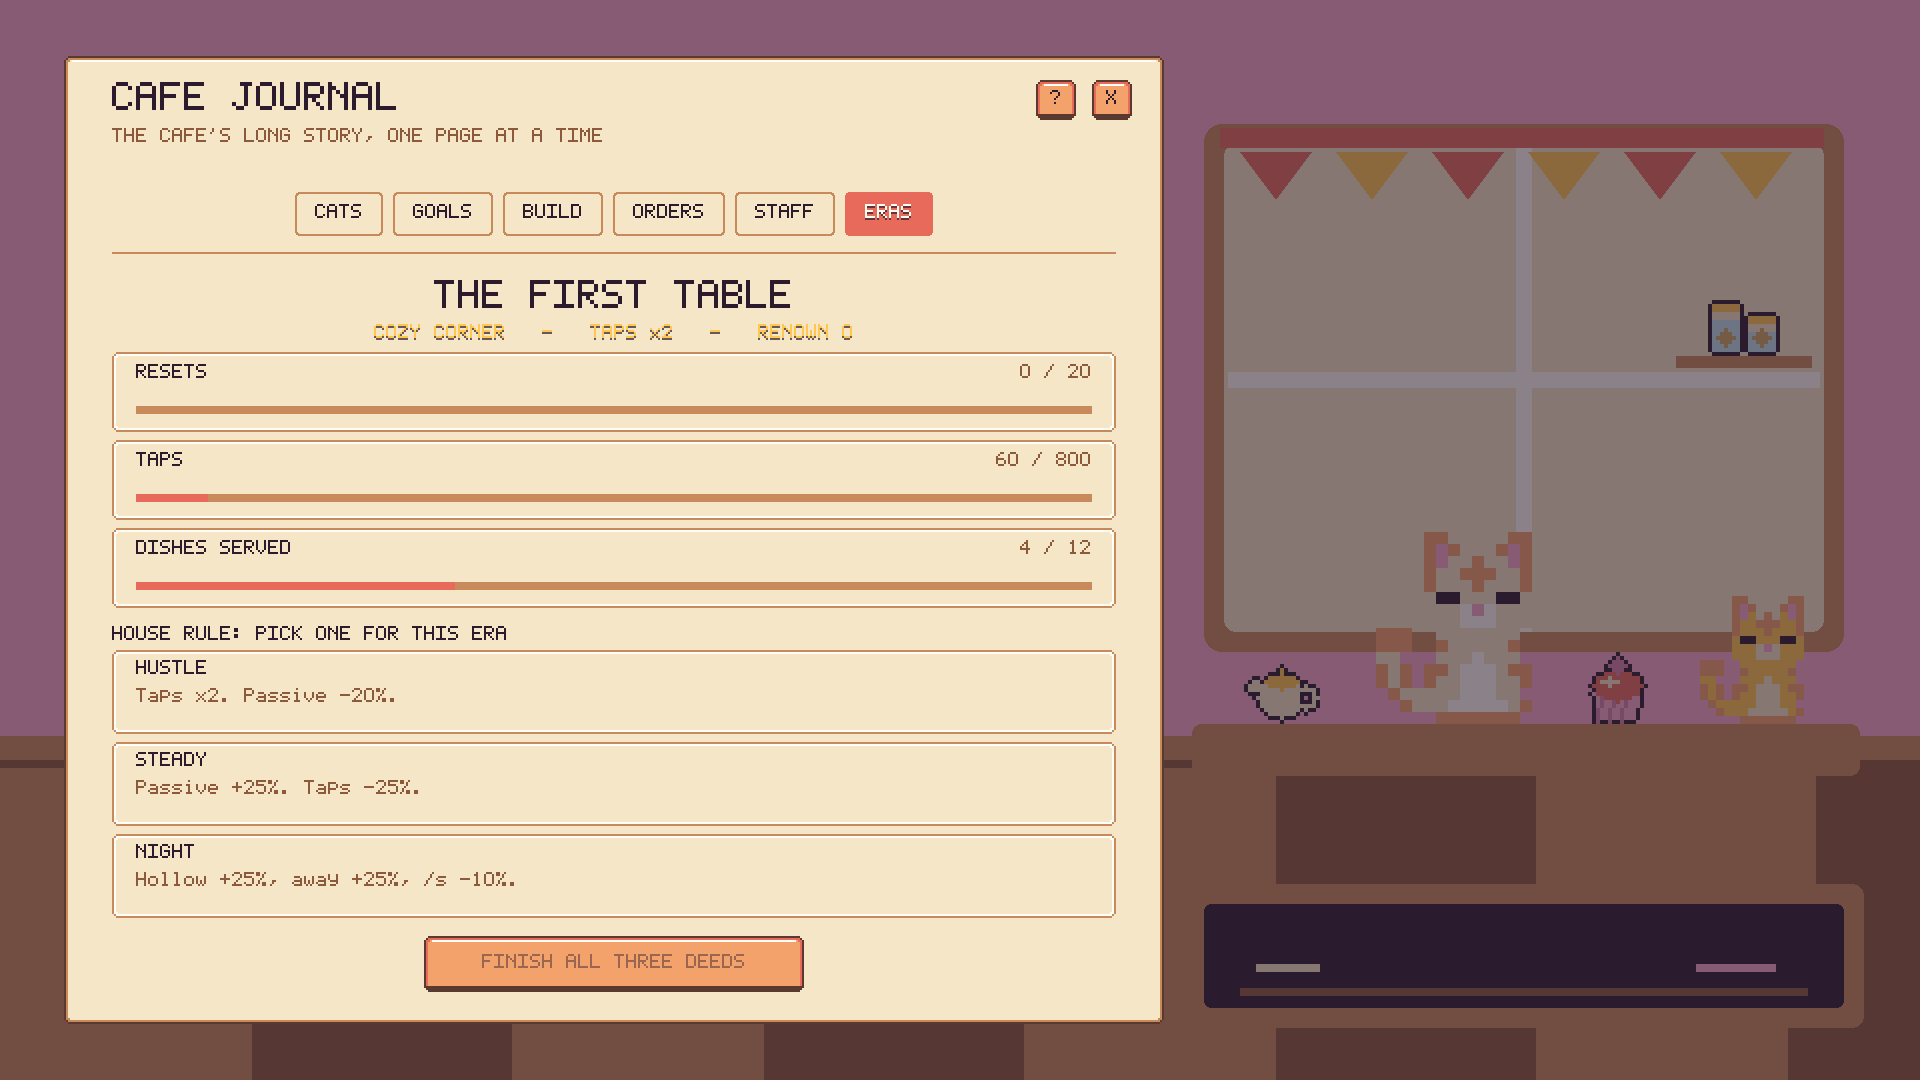 CAFE JOURNAL
? X
THE CAFE'S LONG STORY, ONE PAGE AT A TIME
CATS GOALS BUILD ORDERS STAFF ERAS
THE FIRST TABLE
COZY CORNER - TAPS x2 - RENOWN 0
RESETS 0 / 20
TAPS 60 / 800
DISHES SERVED 4 / 12
HOUSE RULE: PICK ONE FOR THIS ERA
HUSTLE
Taps x2. Passive -20%.
STEADY
Passive +25%. Taps -25%.
NIGHT
Hollow +25%, away +25%, /s -10%.
FINISH ALL THREE DEEDS